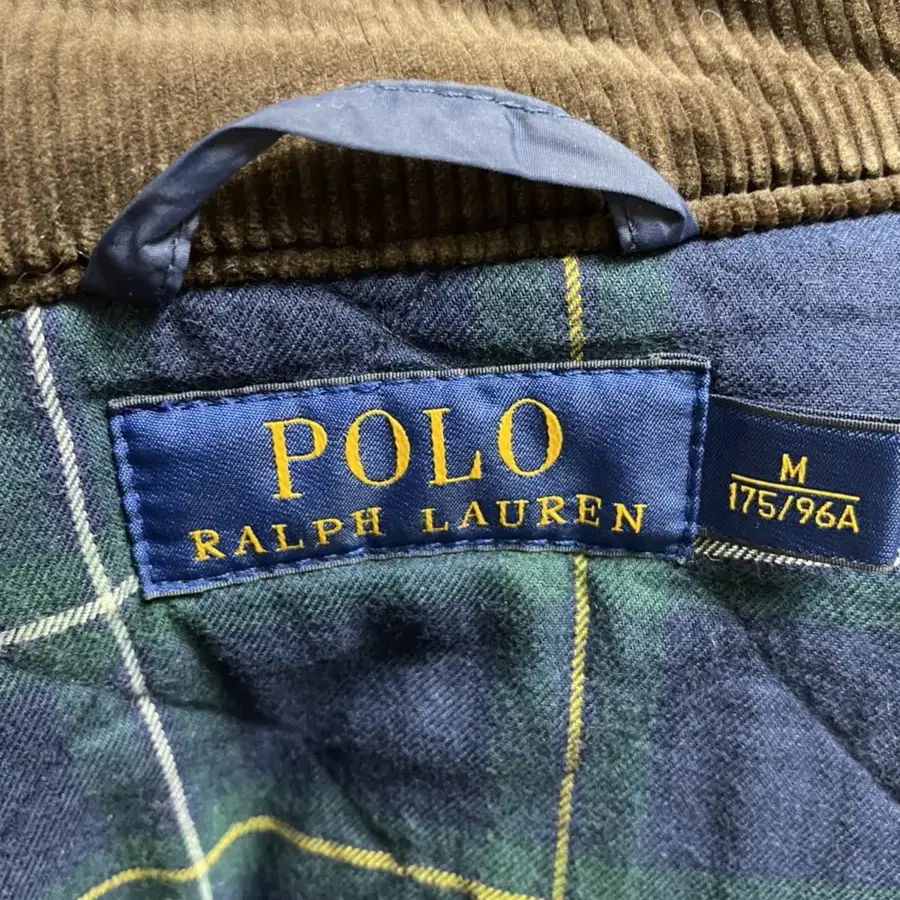 POLO
RALPH LAUREN
M
175/96A